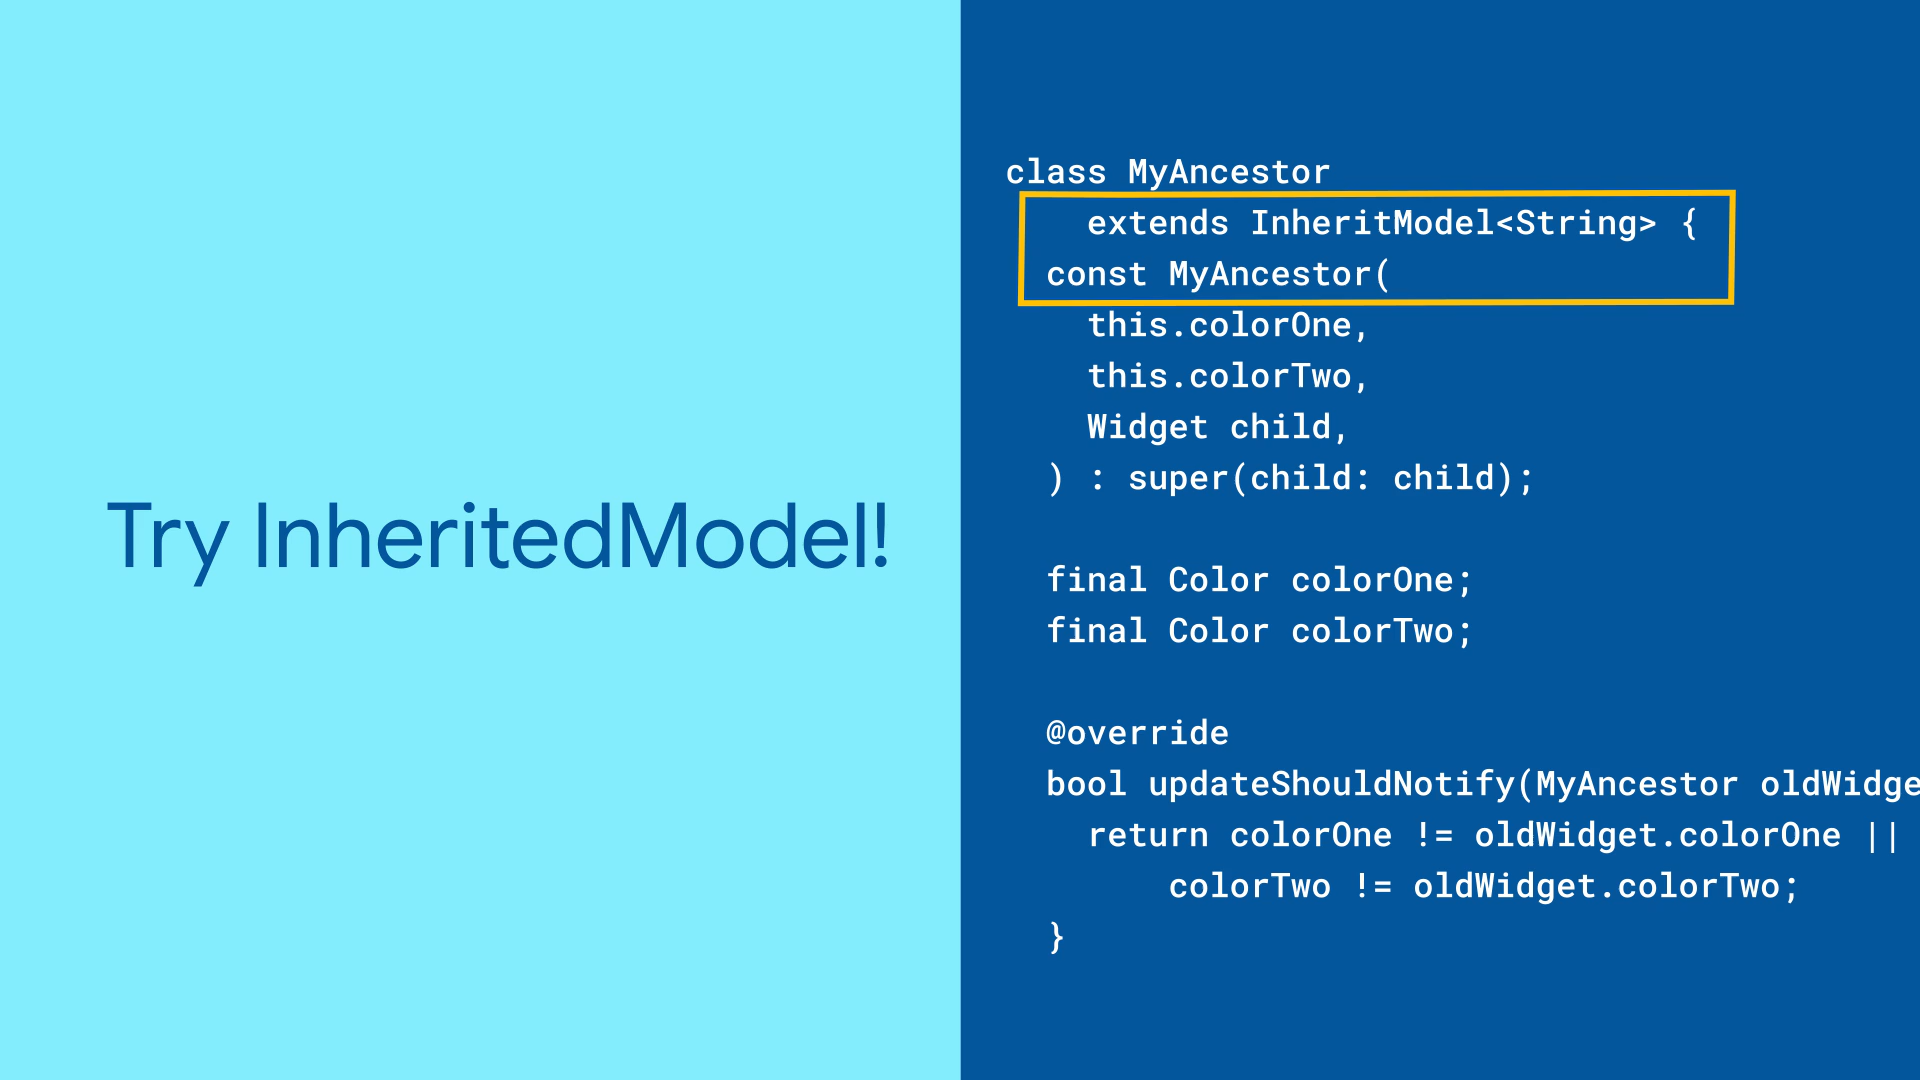 Try InheritedModel!
class MyAncestor
extends InheritModel<String> {
const MyAncestor(
this.colorOne,
this.colorTwo,
Widget child,
) : super(child: child);
final Color colorOne;
final Color colorTwo;
@override
bool updateShouldNotify(MyAncestor oldWidge
return colorOne != oldWidget.colorOne ||
colorTwo != oldWidget.colorTwo;
}